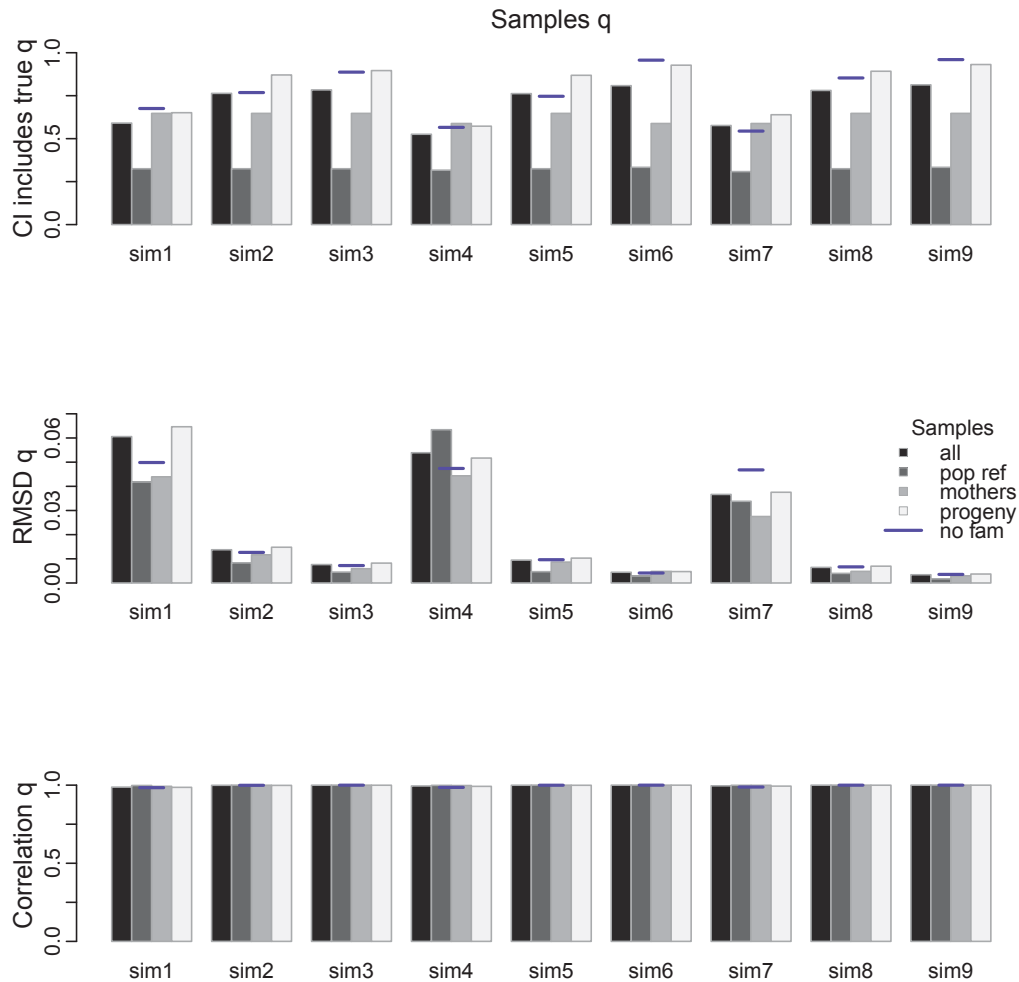 Samples q
CI includes true q
1.0
0.5
0.0
sim1 sim2 sim3 sim4 sim5 sim6 sim7 sim8 sim9
RMSD q
0.06
0.03
0.00
Samples
all
pop ref
mothers
progeny
no fam
sim1 sim2 sim3 sim4 sim5 sim6 sim7 sim8 sim9
Correlation q
1.0
0.5
0.0
sim1 sim2 sim3 sim4 sim5 sim6 sim7 sim8 sim9